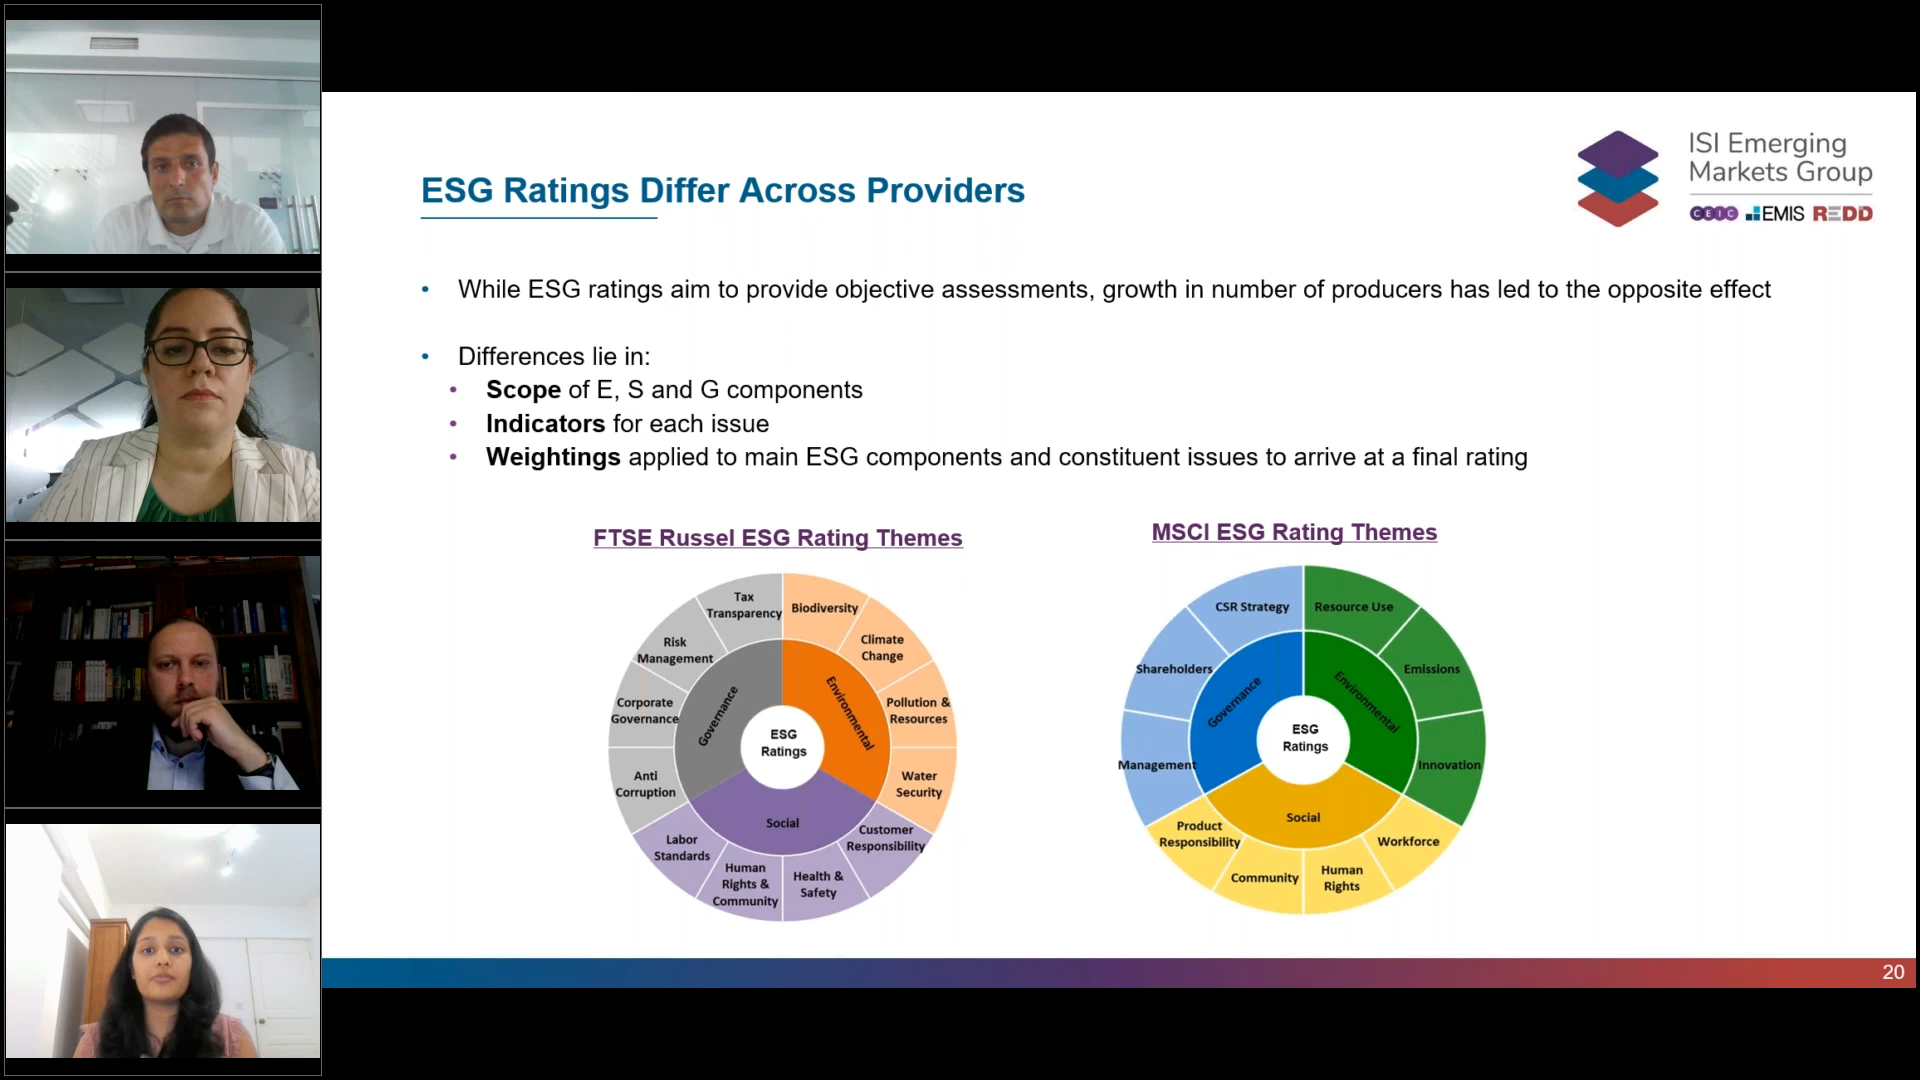 ISI Emerging
Markets Group
CEIC EMIS REDD
ESG Ratings Differ Across Providers
While ESG ratings aim to provide objective assessments, growth in number of producers has led to the opposite effect
Differences lie in:
Scope of E, S and G components
Indicators for each issue
Weightings applied to main ESG components and constituent issues to arrive at a final rating
FTSE Russel ESG Rating Themes
Tax
Transparency
Biodiversity
Climate
Change
Pollution &
Resources
Water
Security
Customer
Responsibility
Health &
Safety
Human
Rights &
Community
Labor
Standards
Anti
Corruption
Corporate
Governance
Risk
Management
Governance
Environmental
Social
ESG
Ratings
MSCI ESG Rating Themes
CSR Strategy
Resource Use
Emissions
Innovation
Workforce
Human
Rights
Community
Product
Responsibility
Management
Shareholders
Governance
Environmental
Social
ESG
Ratings
20